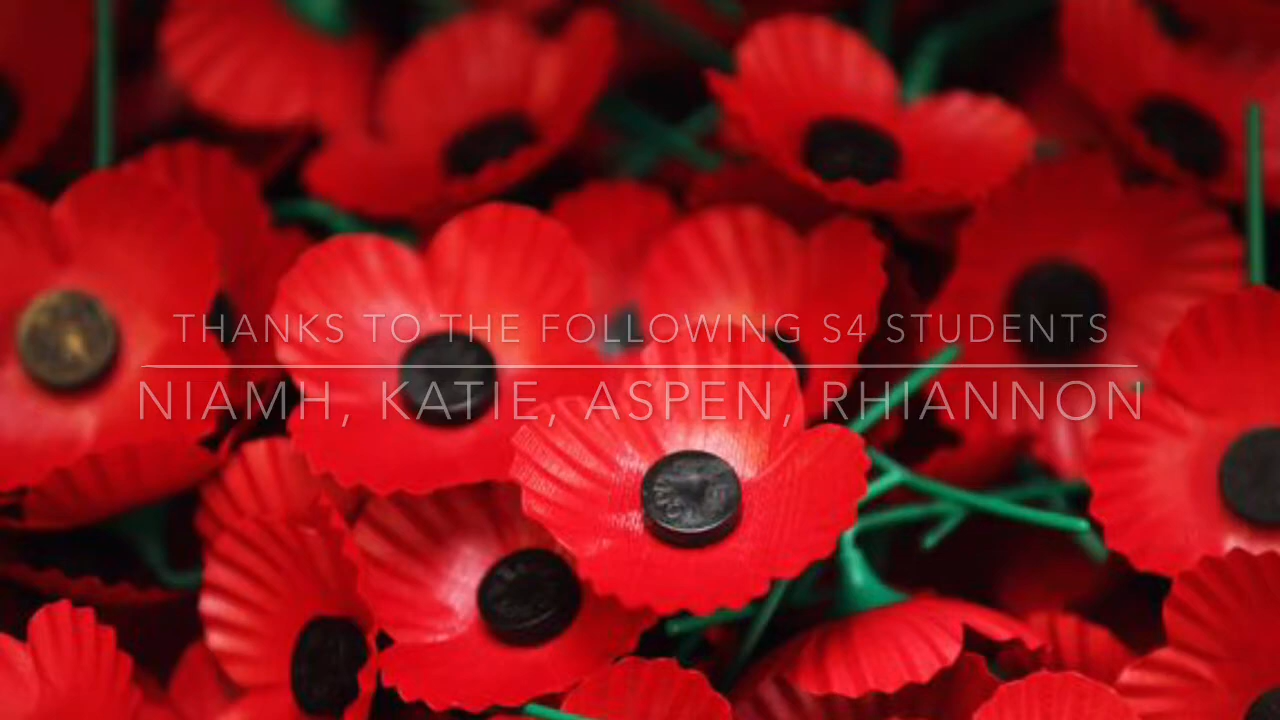 THANKS TO THE FOLLOWING S4 STUDENTS
NIAMH, KATIE, ASPEN, RHIANNON